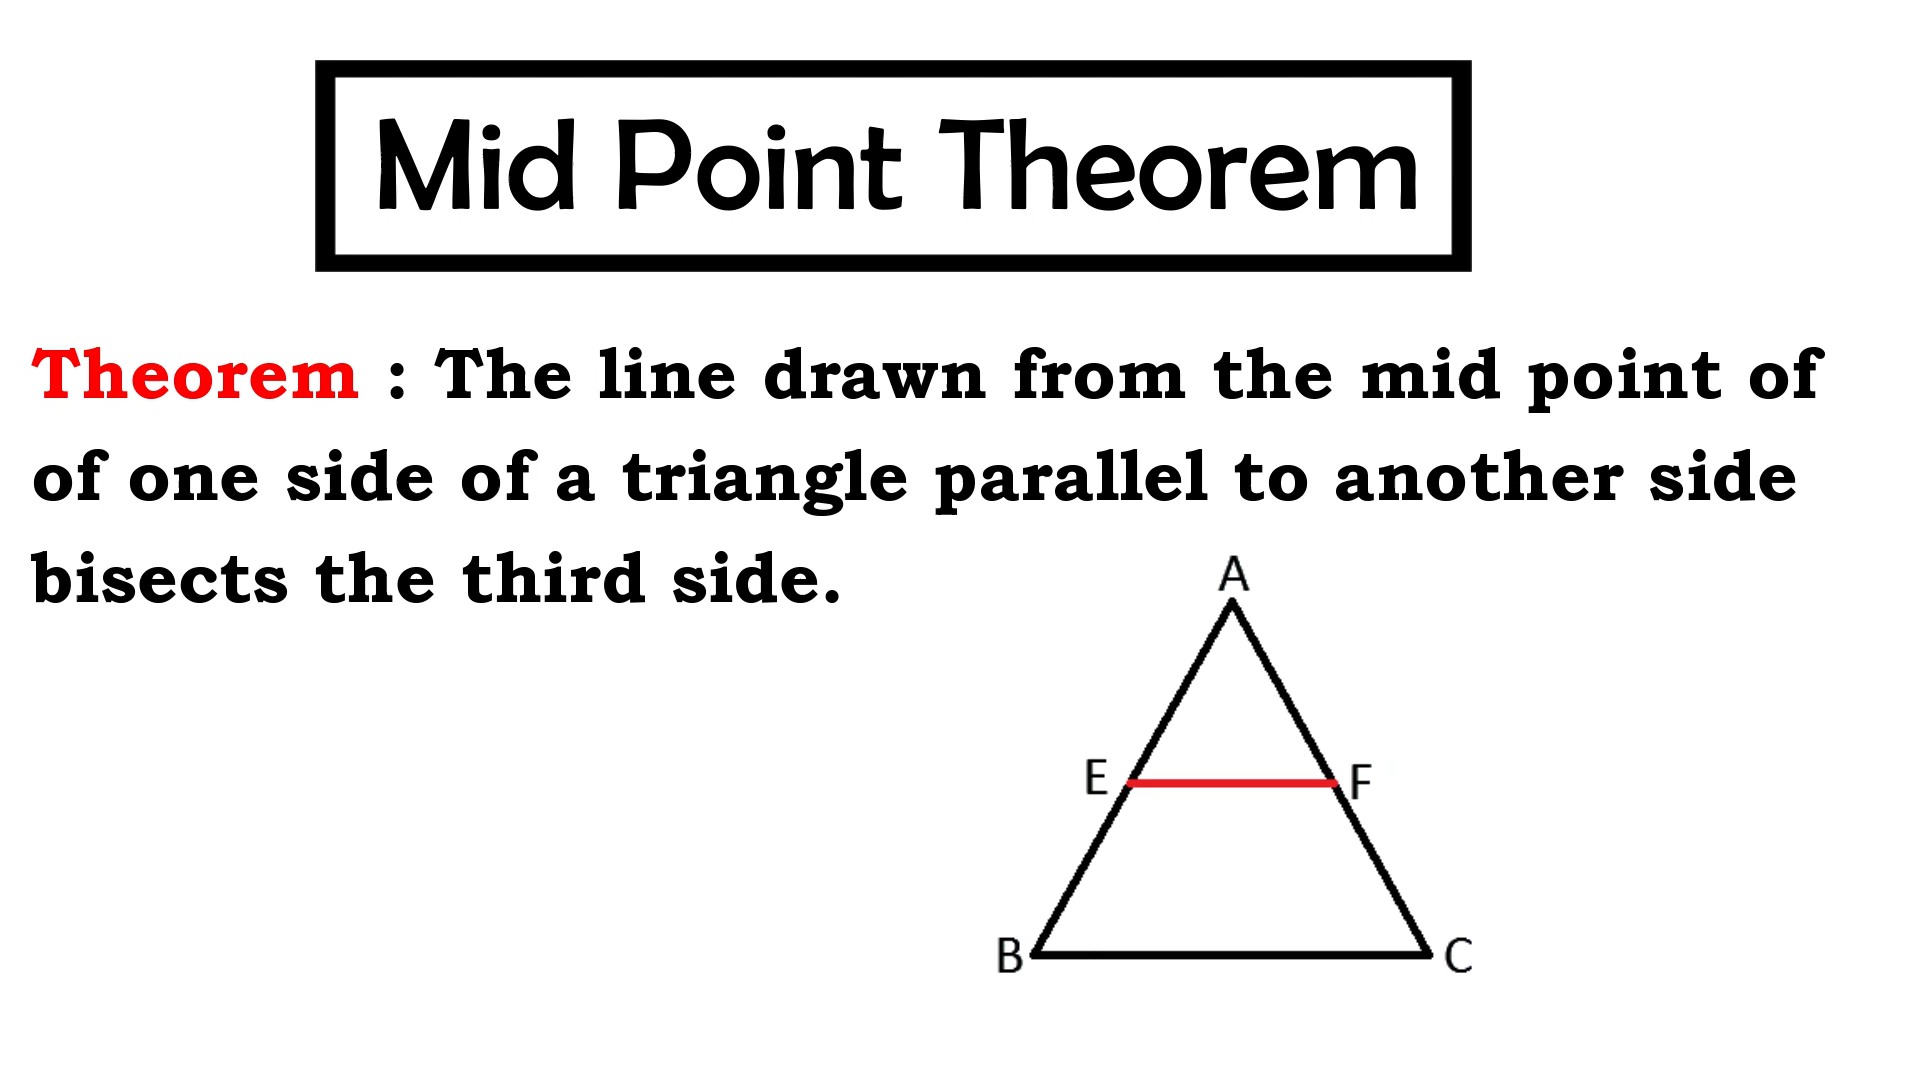 Mid Point Theorem
Theorem : The line drawn from the mid point of
of one side of a triangle parallel to another side
bisects the third side.
A
E
F
B
C